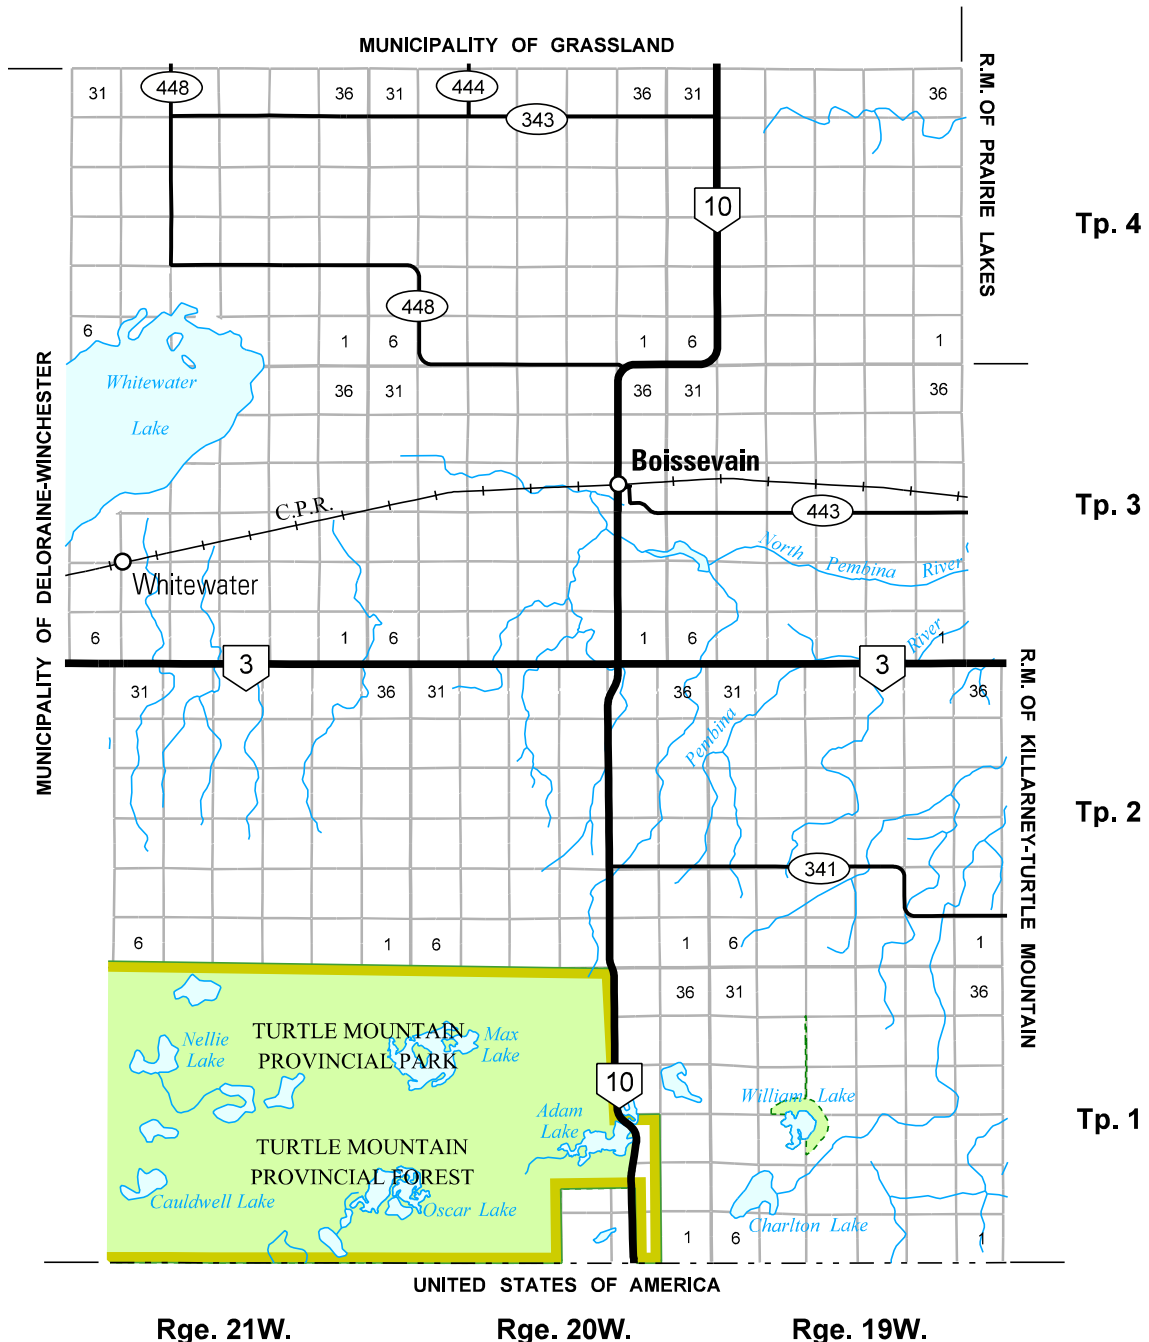 MUNICIPALITY OF GRASSLAND
31
448
36
31
444
36
31
36
343
R.M. OF PRAIRIE LAKES
10
Tp. 4
448
6
1
6
1
6
1
Whitewater
Lake
36
31
36
31
36
MUNICIPALITY OF DELORAINE-WINCHESTER
Boissevain
C.P.R.
443
Tp. 3
North Pembina River
Whitewater
6
1
6
1
6
River
1
3
3
31
36
31
36
31
36
Pembina
R.M. OF KILLARNEY-TURTLE MOUNTAIN
Tp. 2
341
6
1
6
1
6
1
36
31
36
Nellie
Lake
TURTLE MOUNTAIN
PROVINCIAL PARK
Max
Lake
10
William Lake
Adam
Lake
Tp. 1
TURTLE MOUNTAIN
PROVINCIAL FOREST
Cauldwell Lake
Oscar Lake
Charlton Lake
1
6
1
UNITED STATES OF AMERICA
Rge. 21W.
Rge. 20W.
Rge. 19W.